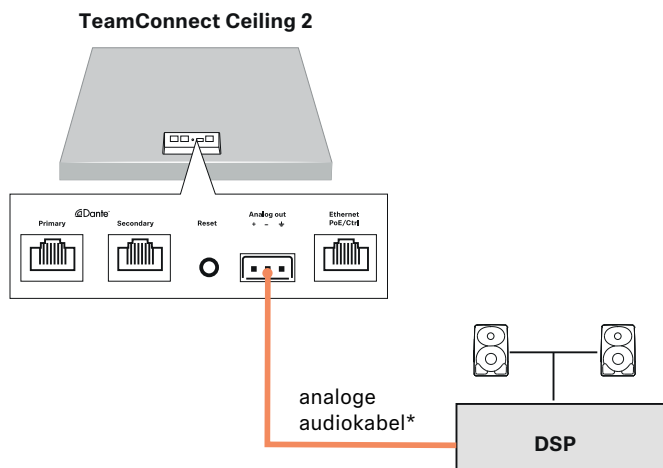 TeamConnect Ceiling 2
Dante
Primary
Secondary
Reset
Analog out
+ -
Ethernet
PoE/Ctrl
analoge
audiokabel*
DSP